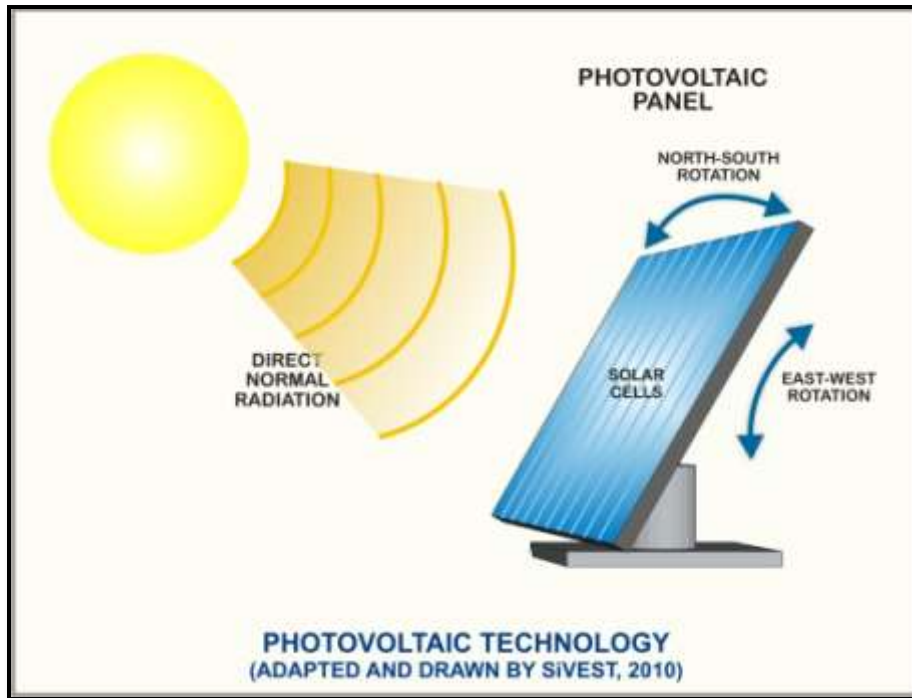 PHOTOVOLTAIC
PANEL
NORTH-SOUTH
ROTATION
DIRECT
NORMAL
RADIATION
SOLAR
CELLS
EAST-WEST
ROTATION
PHOTOVOLTAIC TECHNOLOGY
(ADAPTED AND DRAWN BY SiVEST, 2010)